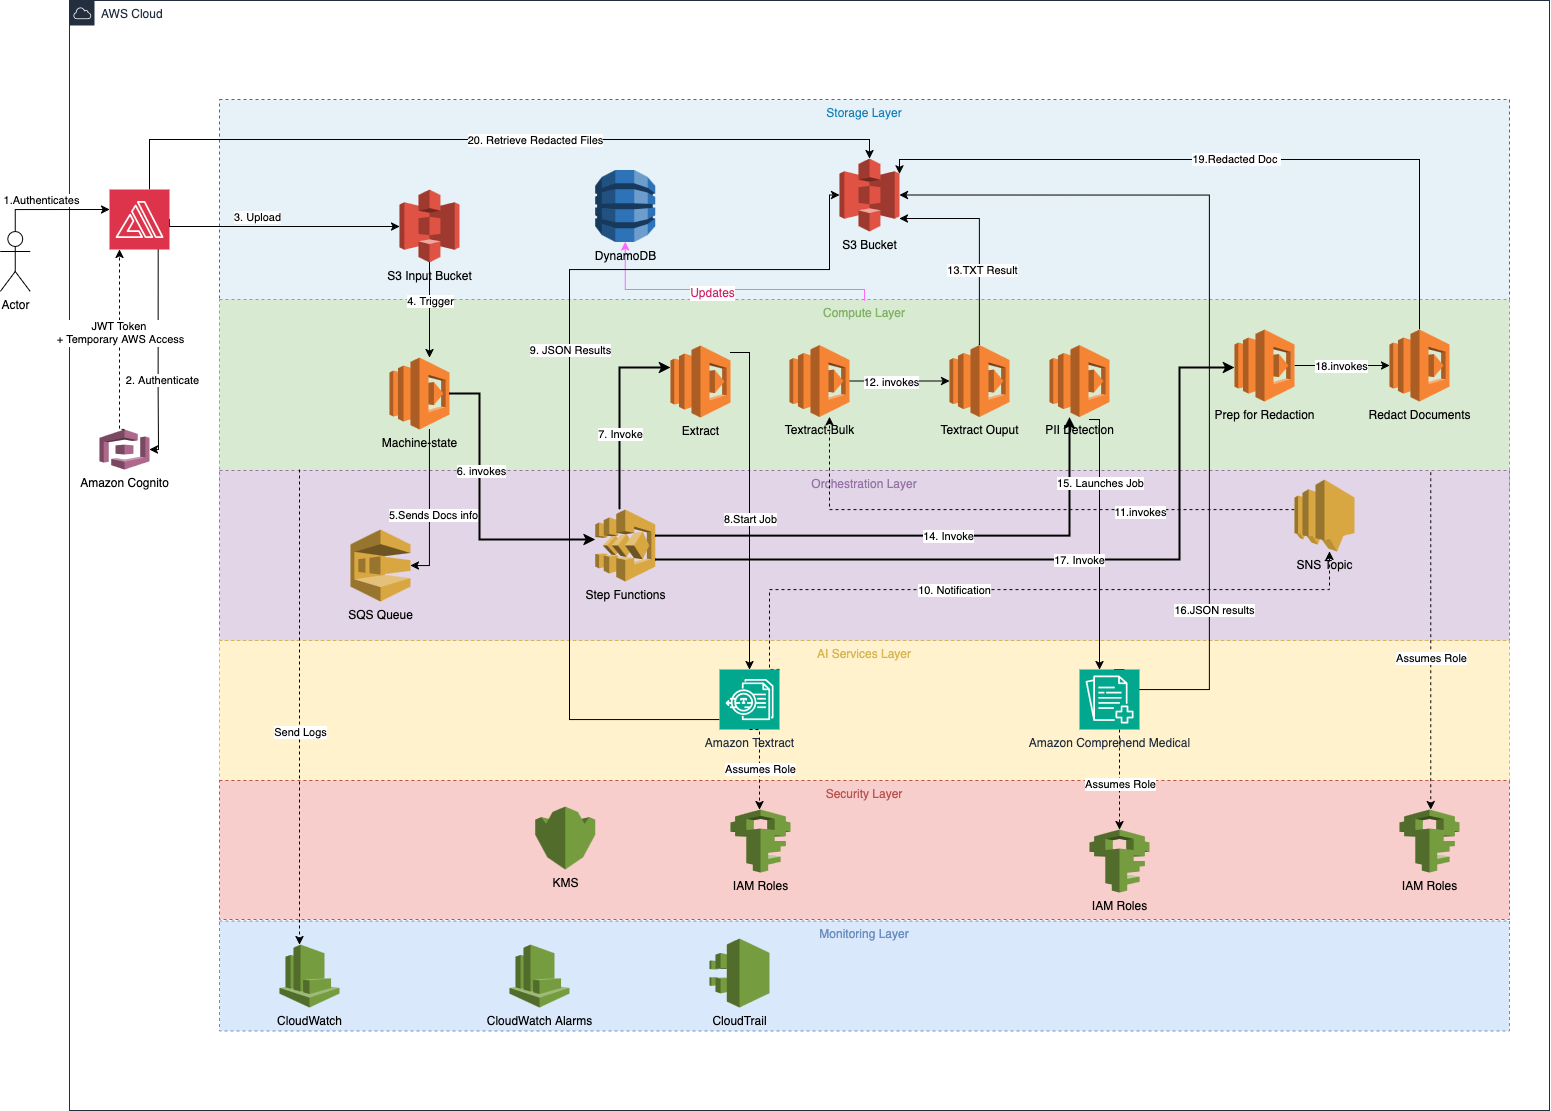 AWS Cloud
Storage Layer
20. Retrieve Redacted Files
19.Redacted Doc
1.Authenticates
3. Upload
S3 Bucket
DynamoDB
S3 Input Bucket
13.TXT Result
Actor
Updates
4. Trigger
Compute Layer
JWT Token
+ Temporary AWS Access
9. JSON Results
2. Authenticate
12. invokes
18.invokes
Prep for Redaction
Redact Documents
7. Invoke
Extract
Textract-Bulk
Textract Ouput
PII Detection
Machine-state
6. invokes
Amazon Cognito
Orchestration Layer
15. Launches Job
5.Sends Docs info
8.Start Job
11.invokes
14. Invoke
17. Invoke
SNS Topic
10. Notification
Step Functions
SQS Queue
16.JSON results
AI Services Layer
Assumes Role
Send Logs
Amazon Textract
Amazon Comprehend Medical
Assumes Role
Assumes Role
Security Layer
KMS
IAM Roles
IAM Roles
IAM Roles
Monitoring Layer
CloudWatch
CloudWatch Alarms
CloudTrail